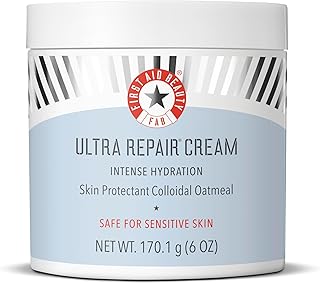 FIRST AID BEAUTY
FAB
ULTRA REPAIR CREAM
INTENSE HYDRATION
Skin Protectant Colloidal Oatmeal
SAFE FOR SENSITIVE SKIN
NET WT. 170.1 g (6 OZ)